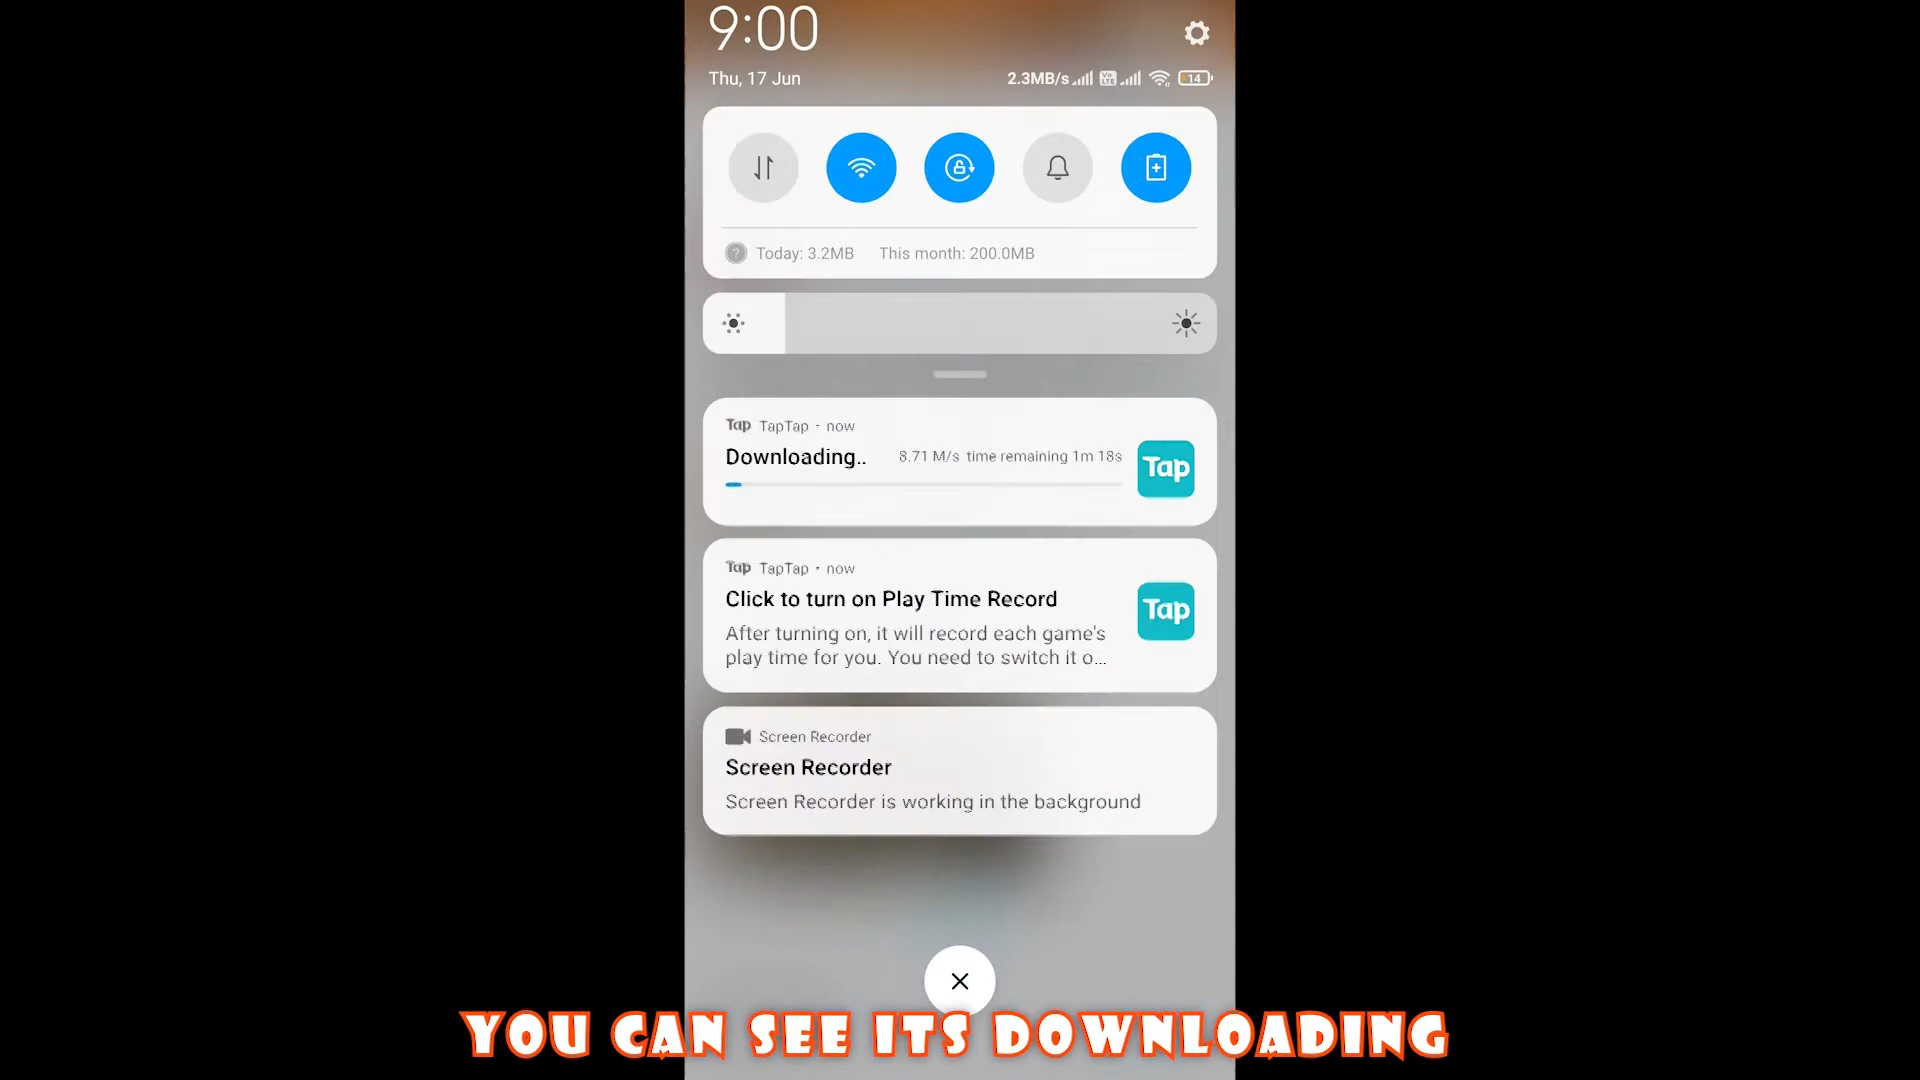 9:00
Thu, 17 Jun
2.3MB/s Vo LTE 14
Today: 3.2MB This month: 200.0MB
Tap TapTap · now
Downloading.. 8.71 M/s time remaining 1m 18s
Tap
Tap TapTap · now
Click to turn on Play Time Record
After turning on, it will record each game's
play time for you. You need to switch it o...
Tap
Screen Recorder
Screen Recorder
Screen Recorder is working in the background
YOU CAN SEE ITS DOWNLOADING